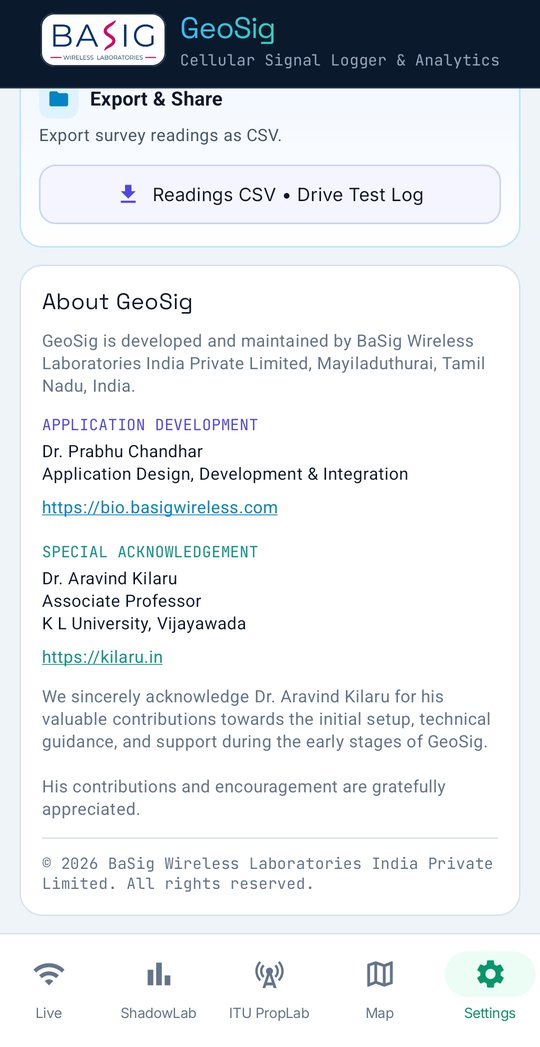 BASIG
WIRELESS LABORATORIES
GeoSig
Cellular Signal Logger & Analytics
Export & Share
Export survey readings as CSV.
Readings CSV • Drive Test Log
About GeoSig
GeoSig is developed and maintained by BaSig Wireless
Laboratories India Private Limited, Mayiladuthurai, Tamil
Nadu, India.
APPLICATION DEVELOPMENT
Dr. Prabhu Chandhar
Application Design, Development & Integration
https://bio.basigwireless.com
SPECIAL ACKNOWLEDGEMENT
Dr. Aravind Kilaru
Associate Professor
K L University, Vijayawada
https://kilaru.in
We sincerely acknowledge Dr. Aravind Kilaru for his
valuable contributions towards the initial setup, technical
guidance, and support during the early stages of GeoSig.
His contributions and encouragement are gratefully
appreciated.
© 2026 BaSig Wireless Laboratories India Private
Limited. All rights reserved.
Live
ShadowLab
ITU PropLab
Map
Settings